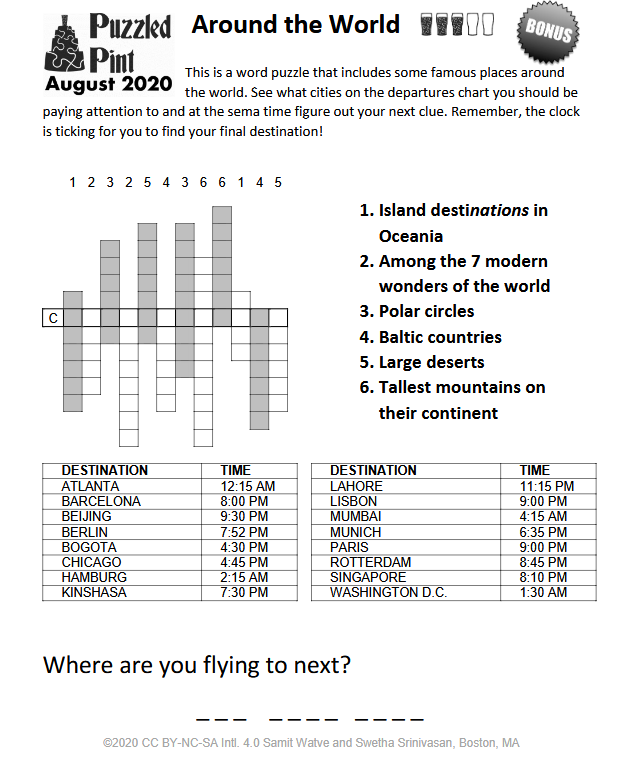 Puzzled
Pint
August 2020
Around the World
BONUS
This is a word puzzle that includes some famous places around
the world. See what cities on the departures chart you should be
paying attention to and at the sema time figure out your next clue. Remember, the clock
is ticking for you to find your final destination!
1 2 3 2 5 4 3 6 6 1 4 5
C
1. Island destinations in
Oceania
2. Among the 7 modern
wonders of the world
3. Polar circles
4. Baltic countries
5. Large deserts
6. Tallest mountains on
their continent
DESTINATION TIME
ATLANTA 12:15 AM
BARCELONA 8:00 PM
BEIJING 9:30 PM
BERLIN 7:52 PM
BOGOTA 4:30 PM
CHICAGO 4:45 PM
HAMBURG 2:15 AM
KINSHASA 7:30 PM
DESTINATION TIME
LAHORE 11:15 PM
LISBON 9:00 PM
MUMBAI 4:15 AM
MUNICH 6:35 PM
PARIS 9:00 PM
ROTTERDAM 8:45 PM
SINGAPORE 8:10 PM
WASHINGTON D.C. 1:30 AM
Where are you flying to next?
___ ____ ____
©2020 CC BY-NC-SA Intl. 4.0 Samit Watve and Swetha Srinivasan, Boston, MA